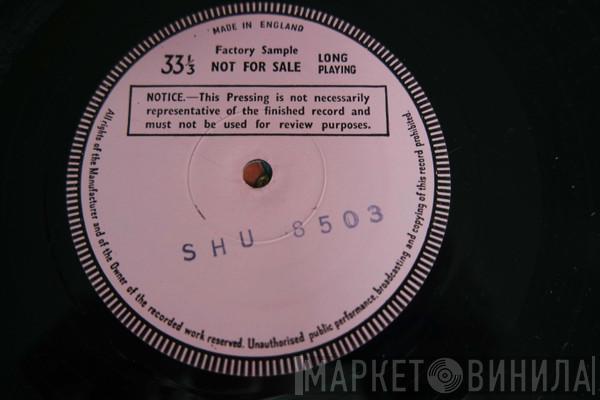 MADE IN ENGLAND
Factory Sample
33⅓ NOT FOR SALE LONG PLAYING
NOTICE.—This Pressing is not necessarily
representative of the finished record and
must not be used for review purposes.
SHU 8503
All rights of the Manufacturer and of the Owner of the recorded work reserved. Unauthorised public performance, broadcasting and copying of this record prohibited.
МАРКЕТ ВИНИЛА